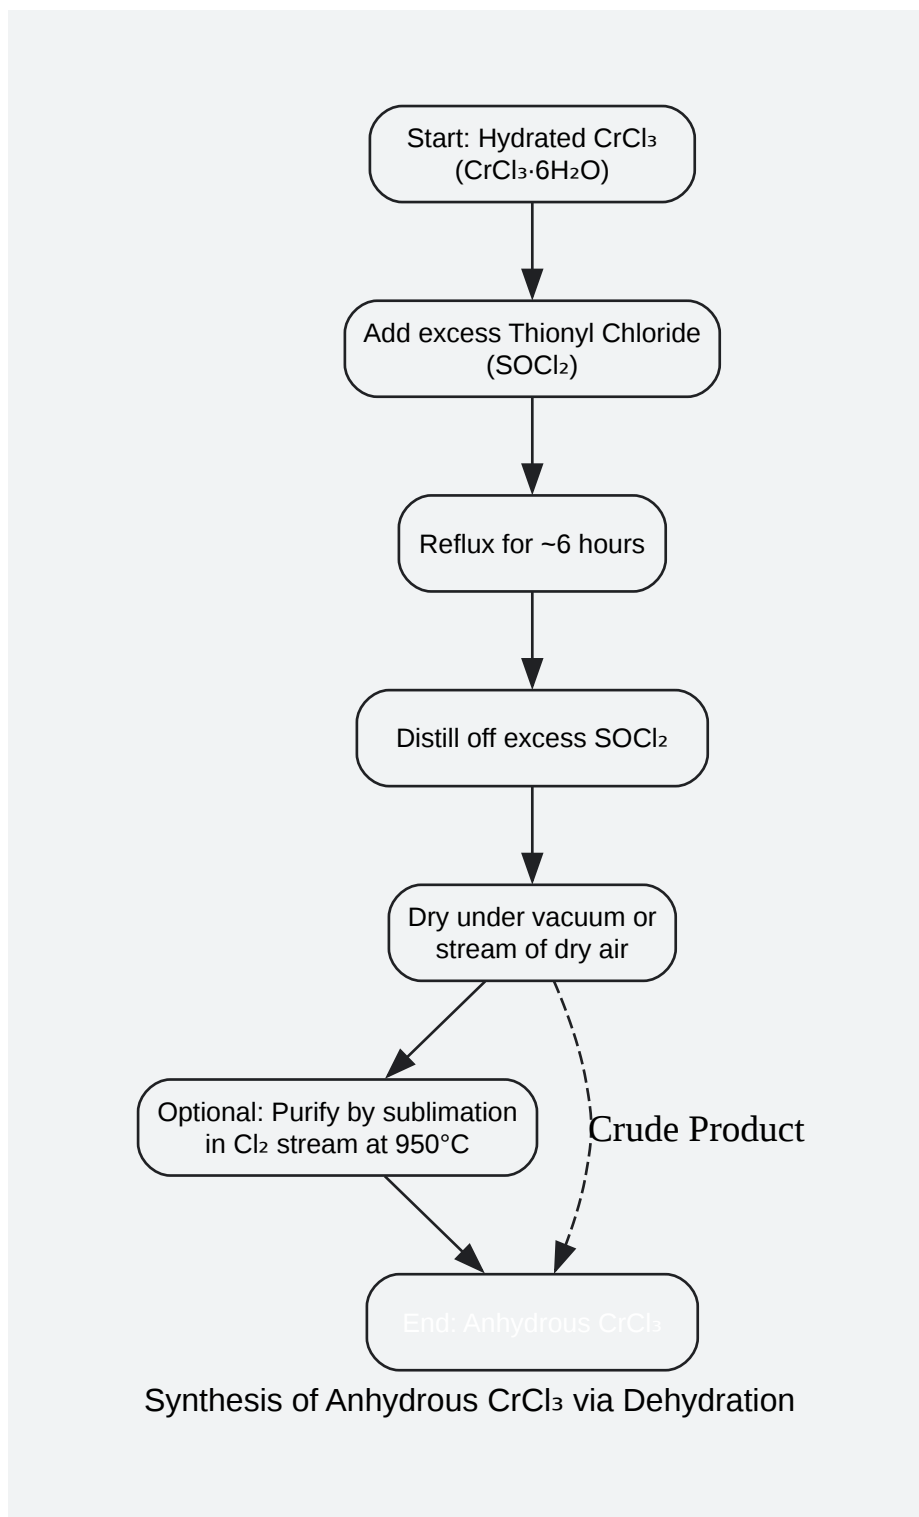 Start: Hydrated CrCl₃
(CrCl₃·6H₂O)
Add excess Thionyl Chloride
(SOCl₂)
Reflux for ~6 hours
Distill off excess SOCl₂
Dry under vacuum or
stream of dry air
Optional: Purify by sublimation
in Cl₂ stream at 950°C
Crude Product
End: Anhydrous CrCl₃
Synthesis of Anhydrous CrCl₃ via Dehydration